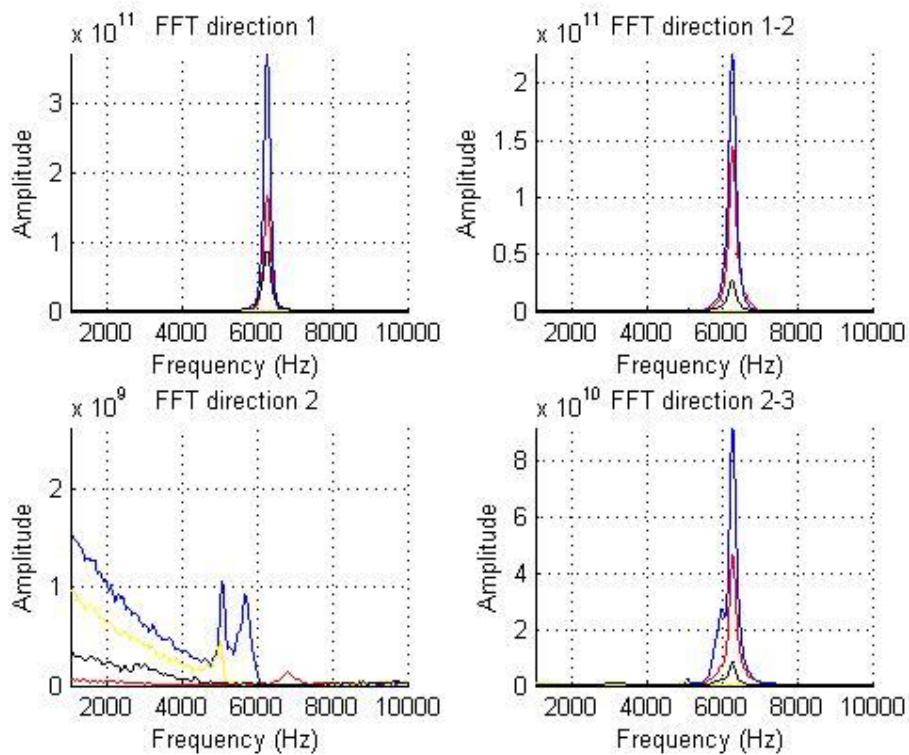 x 10^11 FFT direction 1
3
2
1
0
2000 4000 6000 8000 10000
Amplitude
Frequency (Hz)
x 10^11 FFT direction 1-2
2
1.5
1
0.5
0
2000 4000 6000 8000 10000
Amplitude
Frequency (Hz)
x 10^9 FFT direction 2
2
1
0
2000 4000 6000 8000 10000
Amplitude
Frequency (Hz)
x 10^10 FFT direction 2-3
8
6
4
2
0
2000 4000 6000 8000 10000
Amplitude
Frequency (Hz)